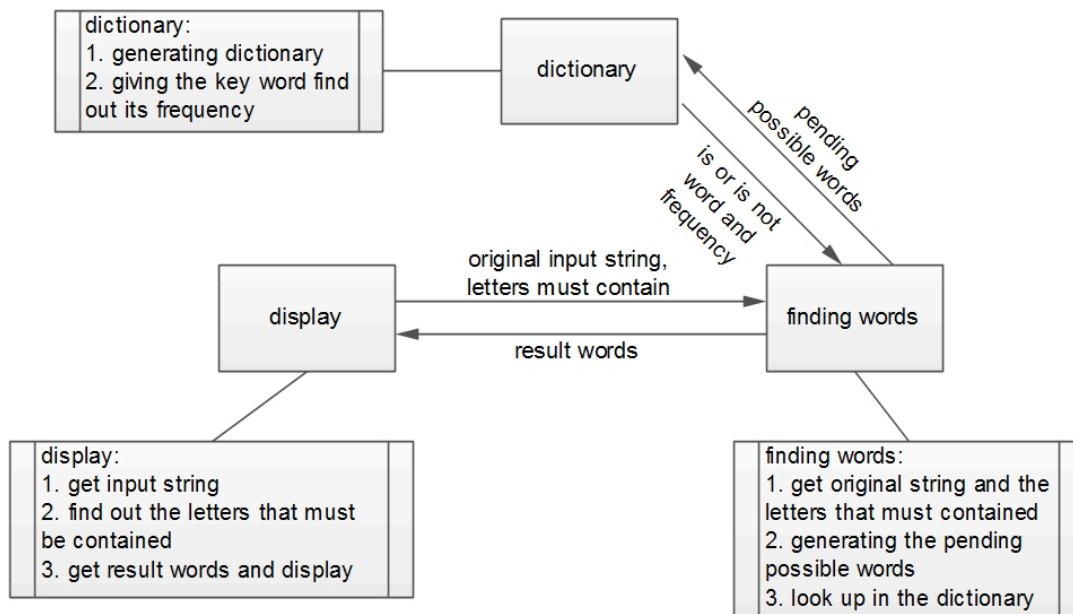 dictionary:
1. generating dictionary
2. giving the key word find
out its frequency
dictionary
pending
possible words
is or is not
word and
frequency
original input string,
letters must contain
display
finding words
result words
display:
1. get input string
2. find out the letters that must
be contained
3. get result words and display
finding words:
1. get original string and the
letters that must contained
2. generating the pending
possible words
3. look up in the dictionary